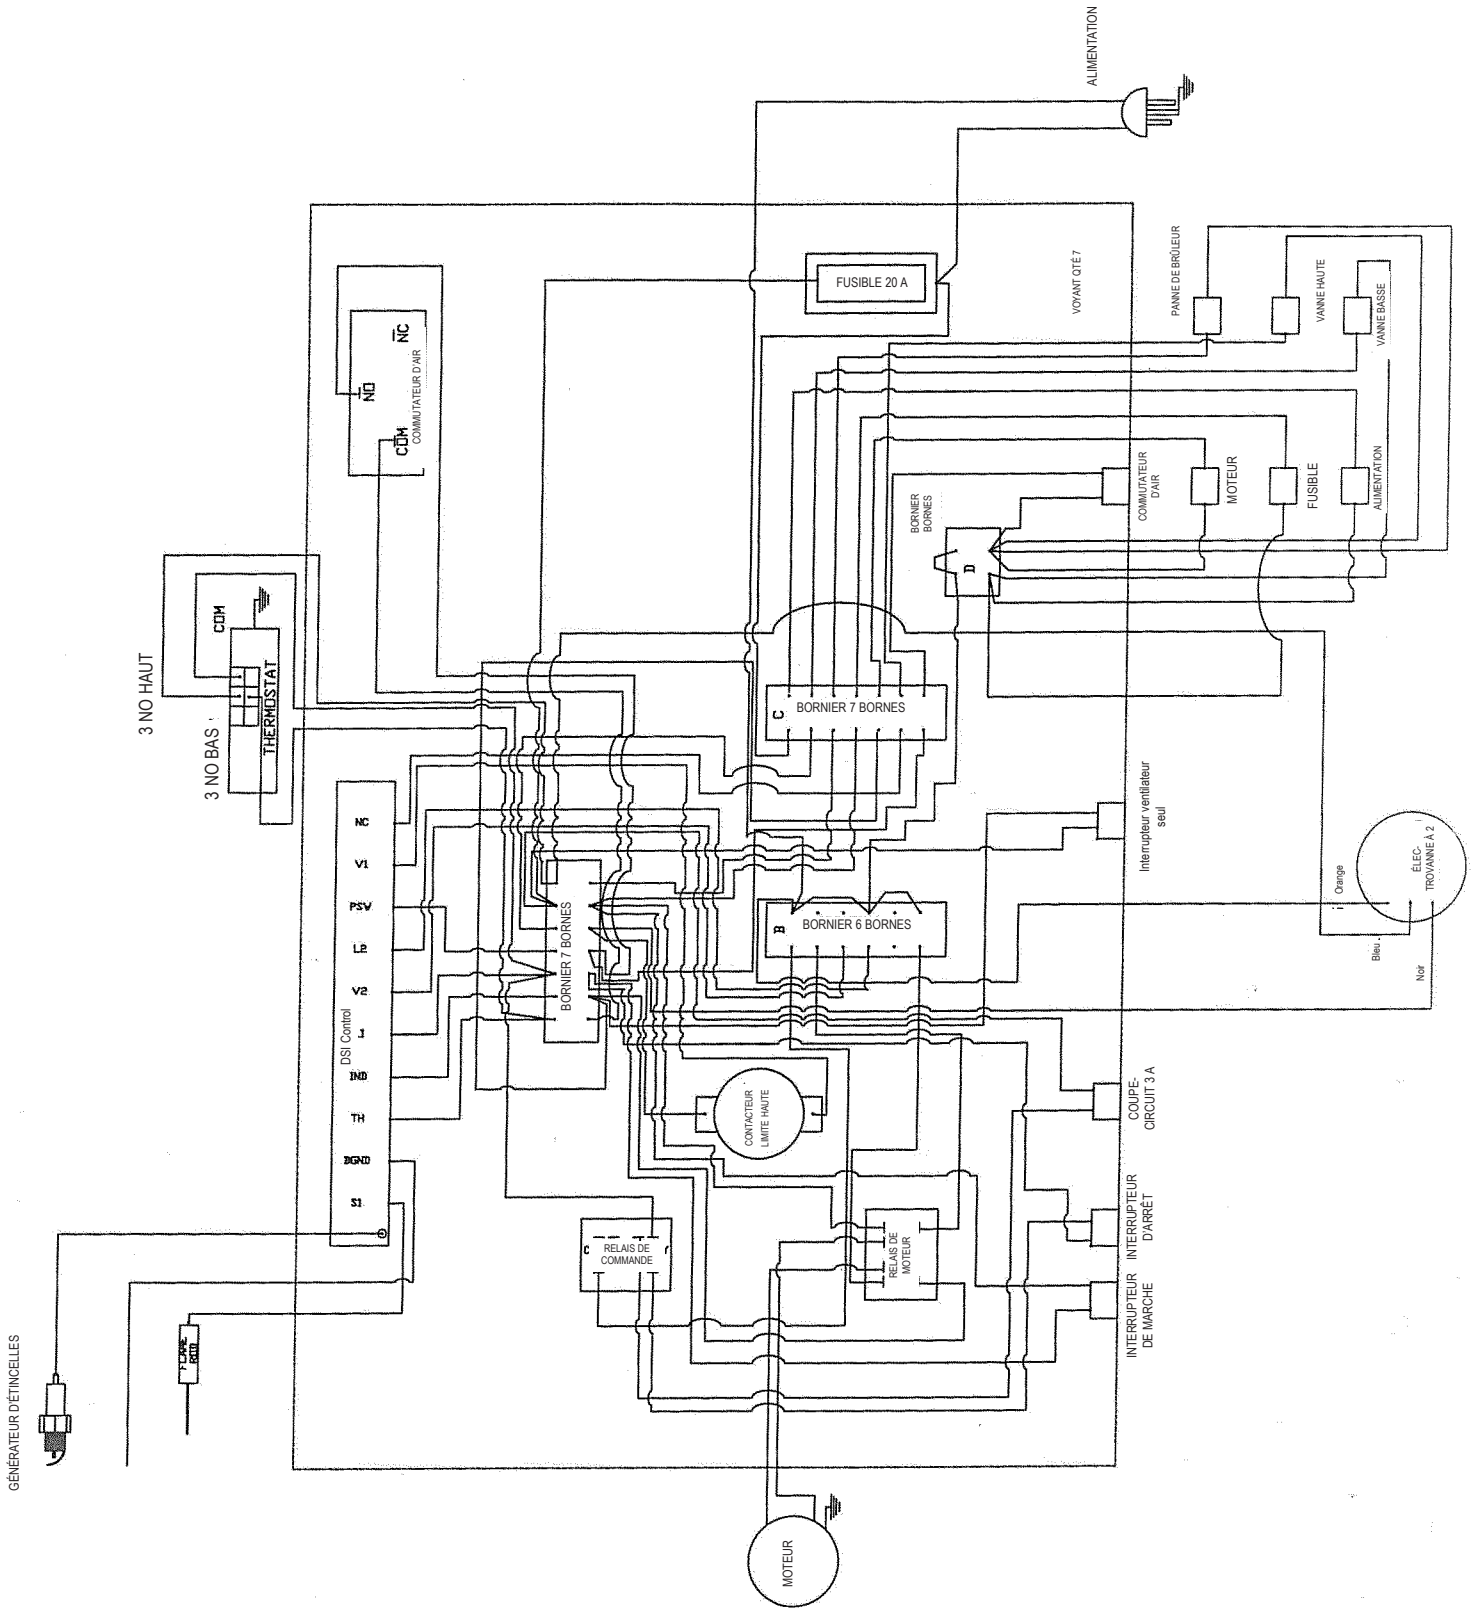 ALIMENTATION
GÉNÉRATEUR D'ÉTINCELLES
FLAME
ROD
3 NO HAUT
3 NO BAS
COM
THERMOSTAT
NO
NC
COM
COMMUTATEUR D'AIR
FUSIBLE 20 A
VOYANT QTÉ 7
PANNE DE BRÛLEUR
VANNE HAUTE
VANNE BASSE
COMMUTATEUR
D'AIR
MOTEUR
FUSIBLE
ALIMENTATION
BORNIER
BORNES
D
C
BORNIER 7 BORNES
B
BORNIER 6 BORNES
BORNIER 7 BORNES
NC
V1
PSW
L2
V2
L1
IND
TH
BGND
S1
DSI Control
Interrupteur ventilateur
seul
ÉLEC-
TROVANNE À 2
Orange
Bleu
Noir
CONTACTEUR
LIMITE HAUTE
COUPE-
CIRCUIT 3 A
INTERRUPTEUR
D'ARRÊT
INTERRUPTEUR
DE MARCHE
C
RELAIS DE
COMMANDE
RELAIS DE
MOTEUR
MOTEUR